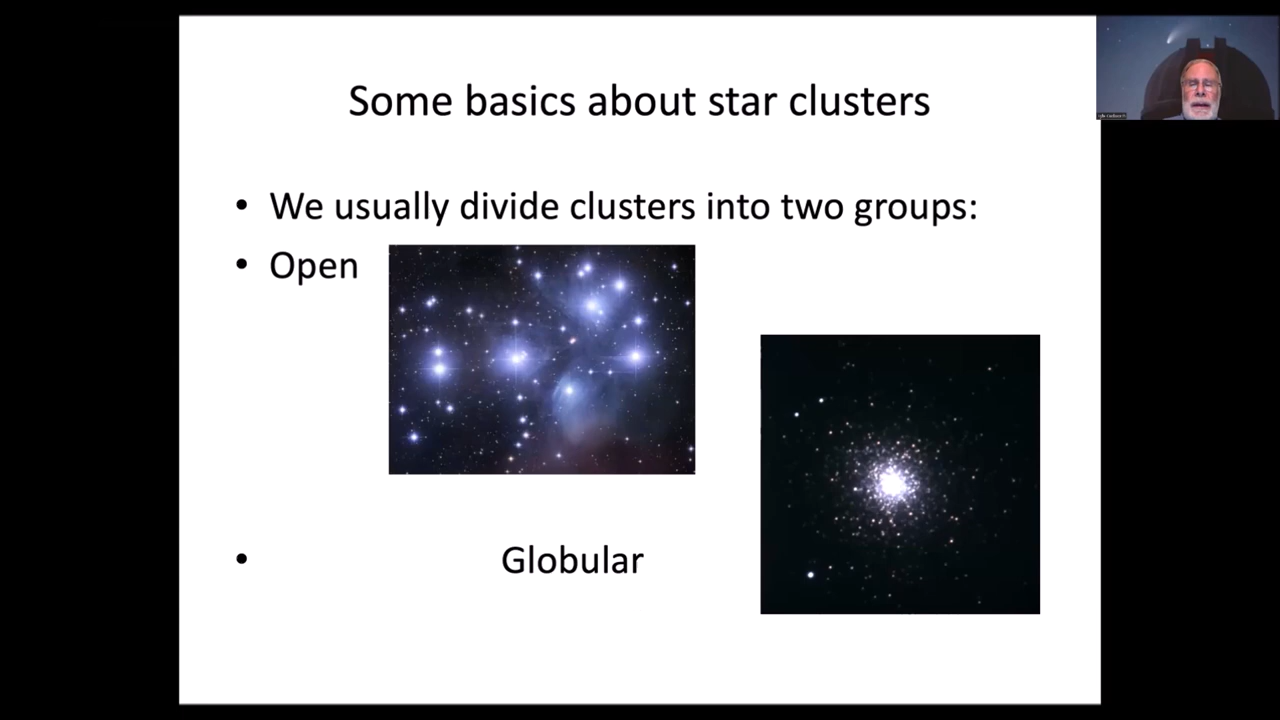 Some basics about star clusters
• We usually divide clusters into two groups:
• Open
• Globular